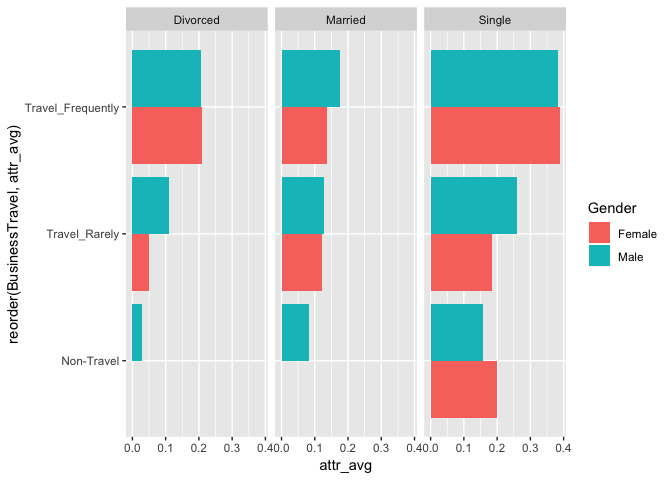 Divorced
Married
Single
reorder(BusinessTravel, attr_avg)
Travel_Frequently
Travel_Rarely
Non-Travel
0.0 0.1 0.2 0.3 0.4
0.0 0.1 0.2 0.3 0.4
0.0 0.1 0.2 0.3 0.4
attr_avg
Gender
Female
Male